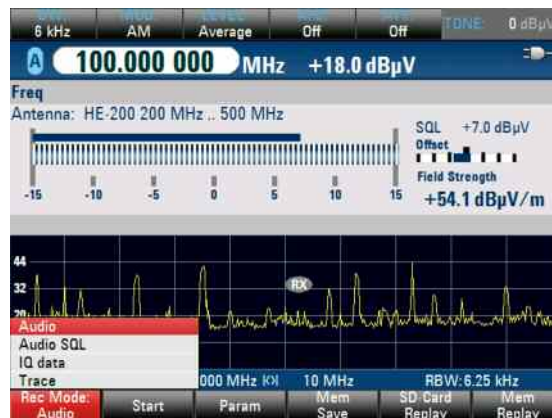 6 kHz AM Average Off Off TONE: 0 dBµV
A 100.000 000 MHz +18.0 dBµV
Freq
Antenna: HE-200 200 MHz .. 500 MHz
SQL +7.0 dBµV
Offset
Field Strength
-15 -10 -5 0 5 10 15 +54.1 dBµV/m
44
32
RX
20
Audio
Audio SQL
IQ data
Trace
000 MHz 10 MHz RBW: 6.25 kHz
Rec Mode: Audio
Start
Param
Mem Save
SD-Card Replay
Mem Replay